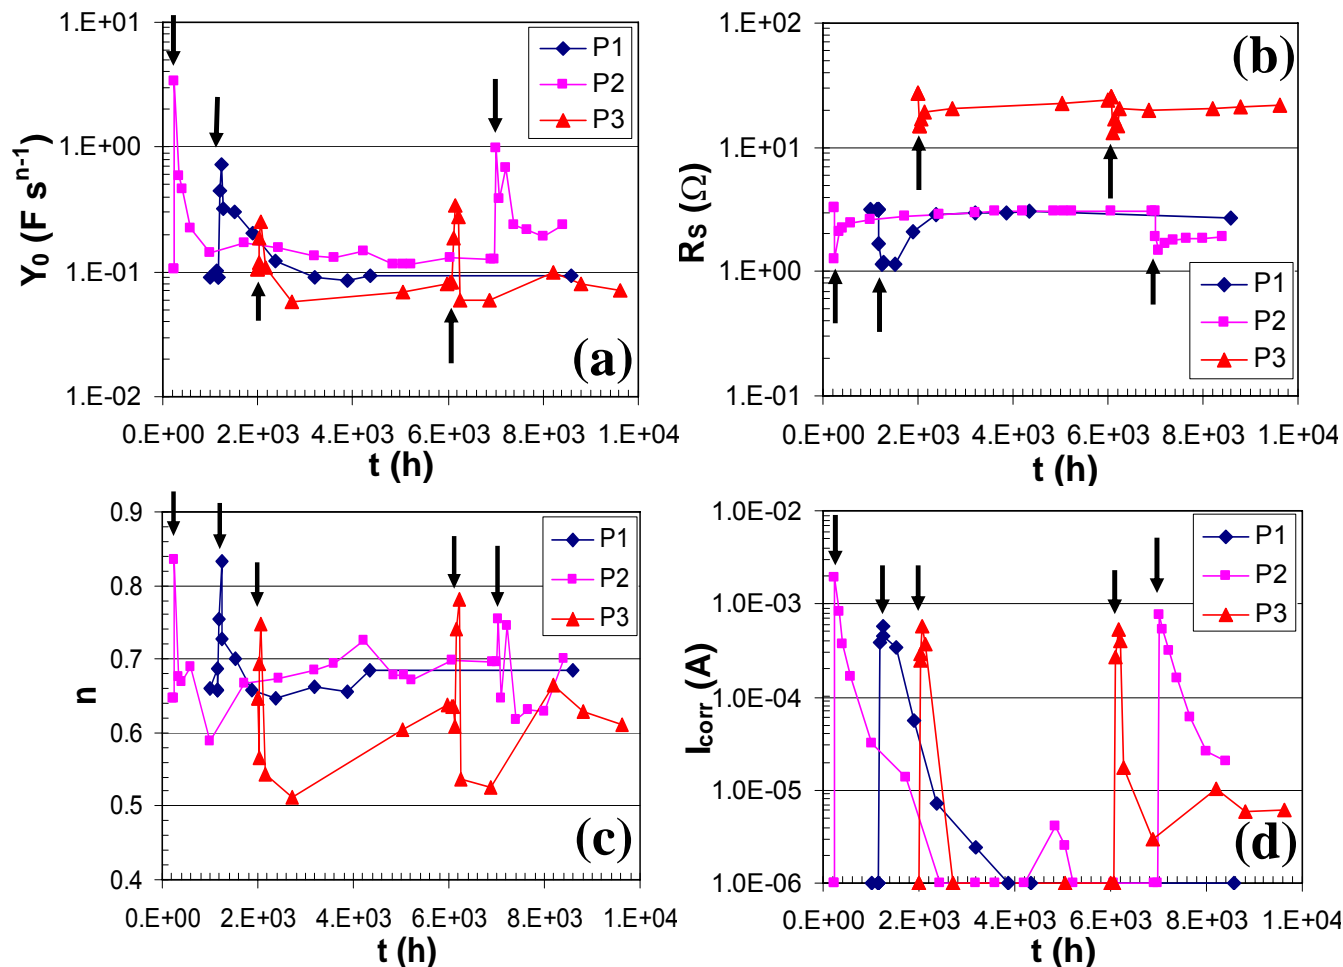 1.E+01
1.E+00
1.E-01
1.E-02
Y0 (F s^n-1)
P1
P2
P3
(a)
0.E+00 2.E+03 4.E+03 6.E+03 8.E+03 1.E+04
t (h)
1.E+02
1.E+01
1.E+00
1.E-01
RS (Ω)
(b)
P1
P2
P3
0.E+00 2.E+03 4.E+03 6.E+03 8.E+03 1.E+04
t (h)
0.9
0.8
0.7
0.6
0.5
0.4
n
P1
P2
P3
(c)
0.E+00 2.E+03 4.E+03 6.E+03 8.E+03 1.E+04
t (h)
1.0E-02
1.0E-03
1.0E-04
1.0E-05
1.0E-06
Icorr (A)
P1
P2
P3
(d)
0.E+00 2.E+03 4.E+03 6.E+03 8.E+03 1.E+04
t (h)